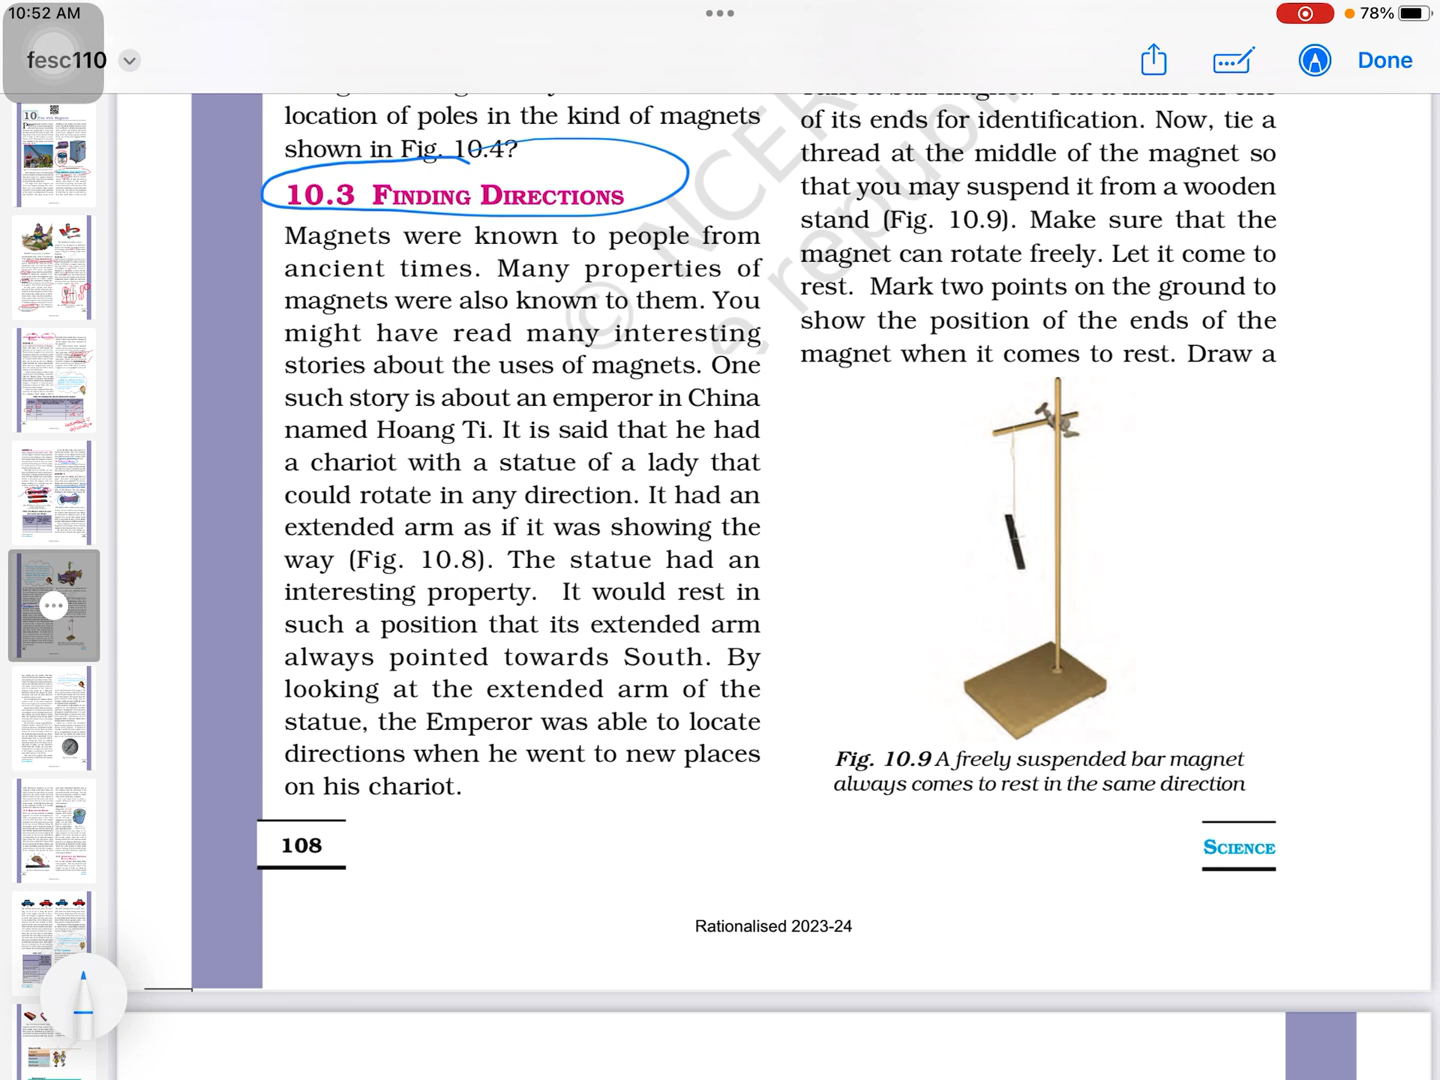 10:52 AM
78%
fesc110
Done
location of poles in the kind of magnets
shown in Fig. 10.4?
10.3 FINDING DIRECTIONS
Magnets were known to people from
ancient times. Many properties of
magnets were also known to them. You
might have read many interesting
stories about the uses of magnets. One
such story is about an emperor in China
named Hoang Ti. It is said that he had
a chariot with a statue of a lady that
could rotate in any direction. It had an
extended arm as if it was showing the
way (Fig. 10.8). The statue had an
interesting property. It would rest in
such a position that its extended arm
always pointed towards South. By
looking at the extended arm of the
statue, the Emperor was able to locate
directions when he went to new places
on his chariot.
108
of its ends for identification. Now, tie a
thread at the middle of the magnet so
that you may suspend it from a wooden
stand (Fig. 10.9). Make sure that the
magnet can rotate freely. Let it come to
rest. Mark two points on the ground to
show the position of the ends of the
magnet when it comes to rest. Draw a
Fig. 10.9 A freely suspended bar magnet
always comes to rest in the same direction
SCIENCE
Rationalised 2023-24